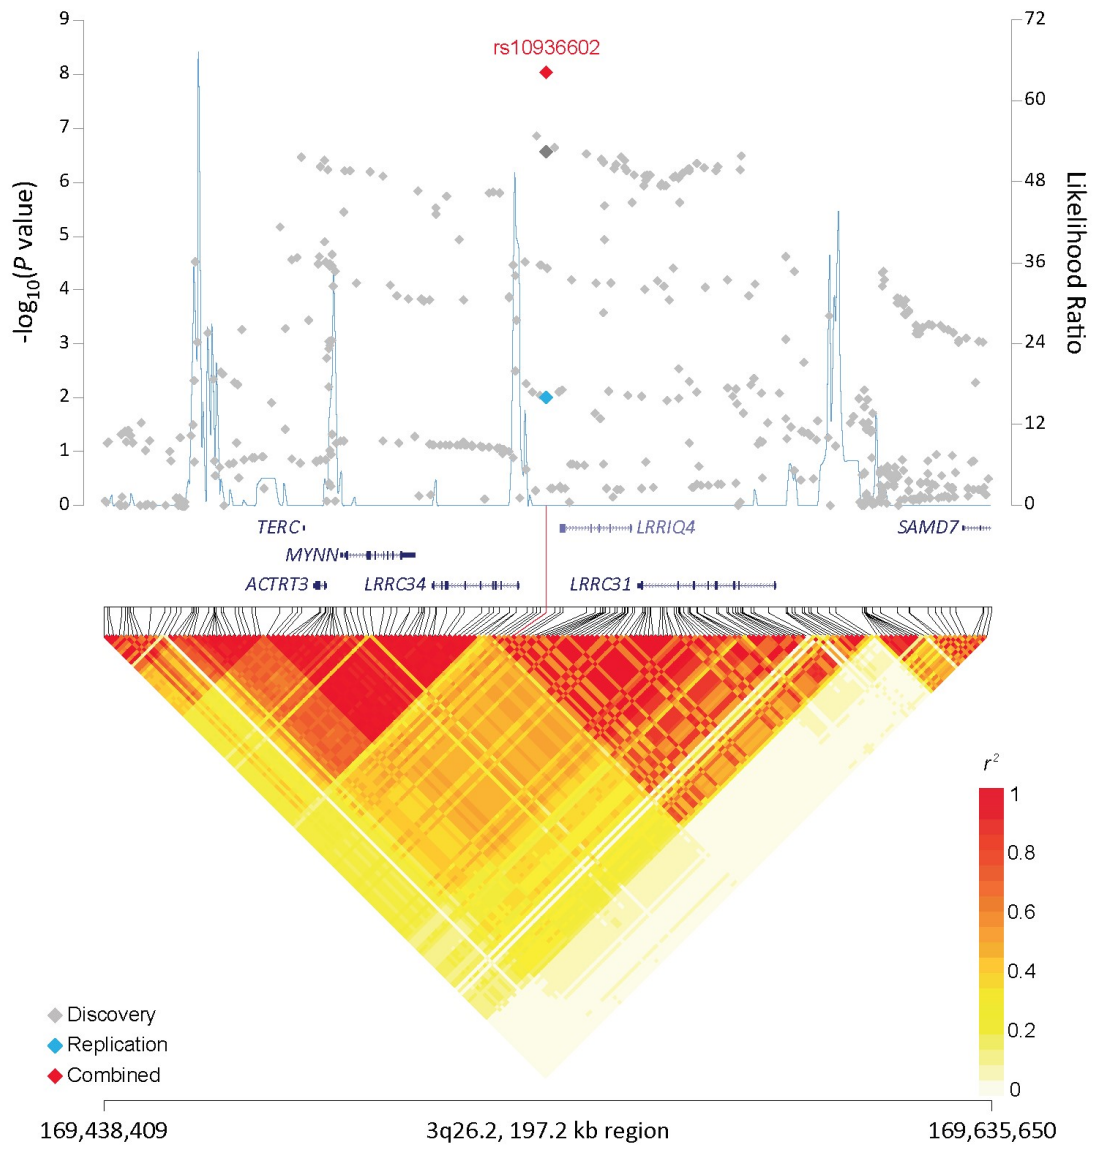 9
8
7
6
5
4
3
2
1
0
-log10(P value)
72
60
48
36
24
12
0
Likelihood Ratio
rs10936602
TERC
LRRIQ4
SAMD7
MYNN
ACTRT3
LRRC34
LRRC31
r²
1
0.8
0.6
0.4
0.2
0
Discovery
Replication
Combined
169,438,409
3q26.2, 197.2 kb region
169,635,650